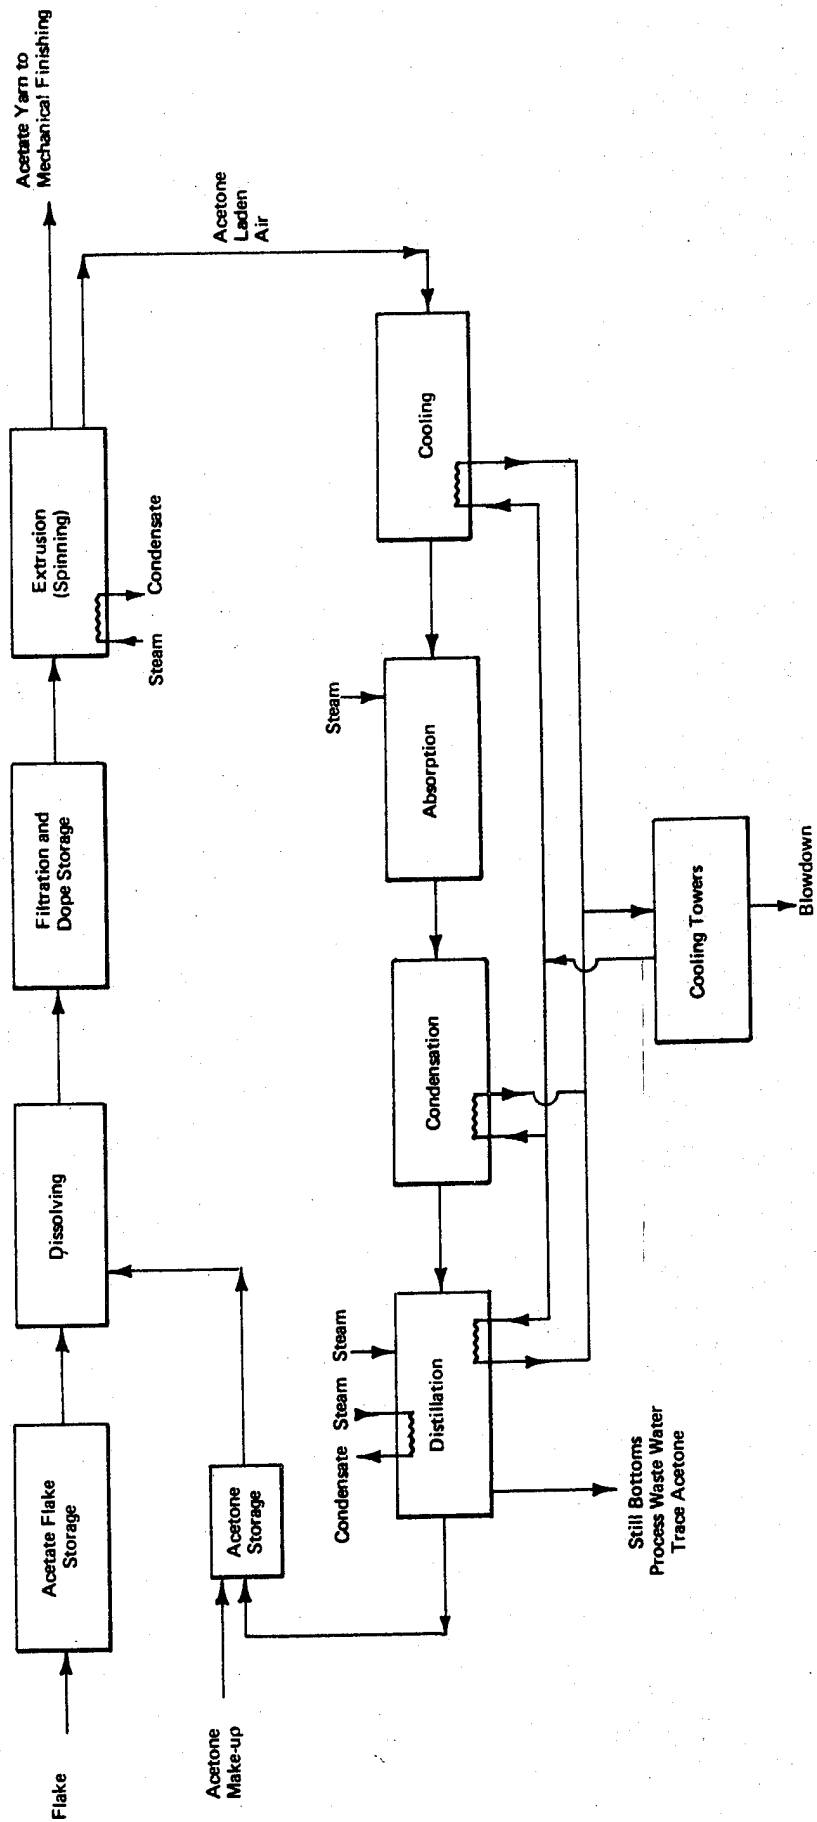 Flake
Acetate Flake
Storage
Dissolving
Filtration and
Dope Storage
Extrusion
(Spinning)
Steam
Condensate
Acetate Yarn to
Mechanical Finishing
Acetone
Laden
Air
Acetone
Make-up
Acetone
Storage
Condensate
Steam
Steam
Distillation
Condensation
Absorption
Steam
Cooling
Still Bottoms
Process Waste Water
Trace Acetone
Cooling Towers
Blowdown